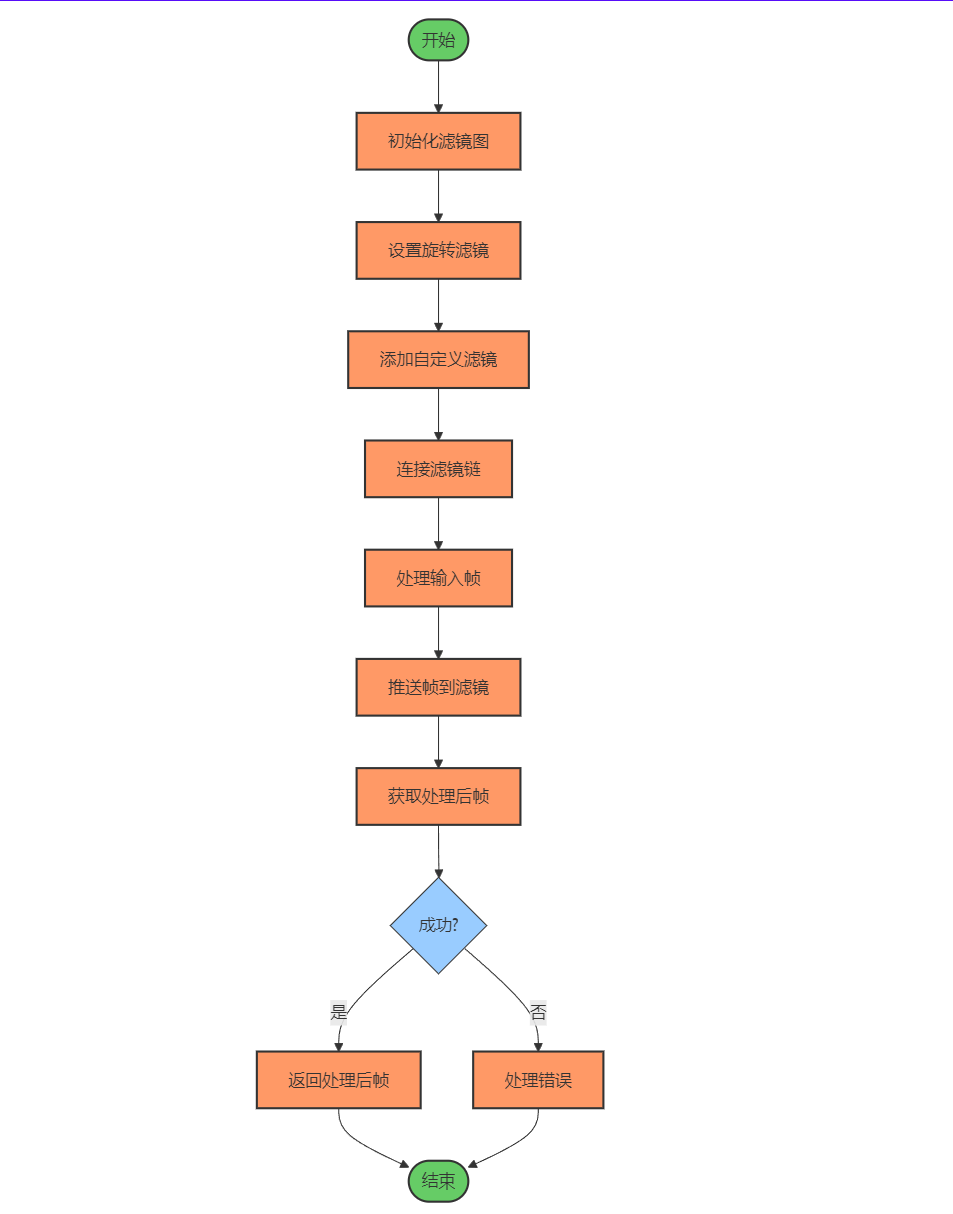 开始
初始化滤镜图
设置旋转滤镜
添加自定义滤镜
连接滤镜链
处理输入帧
推送帧到滤镜
获取处理后帧
成功?
是
否
返回处理后帧
处理错误
结束